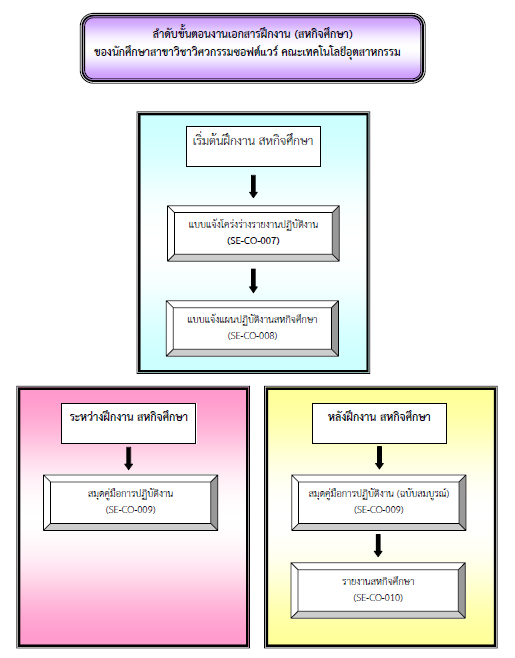 ลำดับขั้นตอนงานเอกสารฝึกงาน (สหกิจศึกษา)
ของนักศึกษาสาขาวิชาวิศวกรรมซอฟต์แวร์ คณะเทคโนโลยีอุตสาหกรรม
เริ่มต้นฝึกงาน สหกิจศึกษา
แบบแจ้งโครงร่างรายงานปฏิบัติงาน
(SE-CO-007)
แบบแจ้งแผนปฏิบัติงานสหกิจศึกษา
(SE-CO-008)
ระหว่างฝึกงาน สหกิจศึกษา
สมุดคู่มือการปฏิบัติงาน
(SE-CO-009)
หลังฝึกงาน สหกิจศึกษา
สมุดคู่มือการปฏิบัติงาน (ฉบับสมบูรณ์)
(SE-CO-009)
รายงานสหกิจศึกษา
(SE-CO-010)